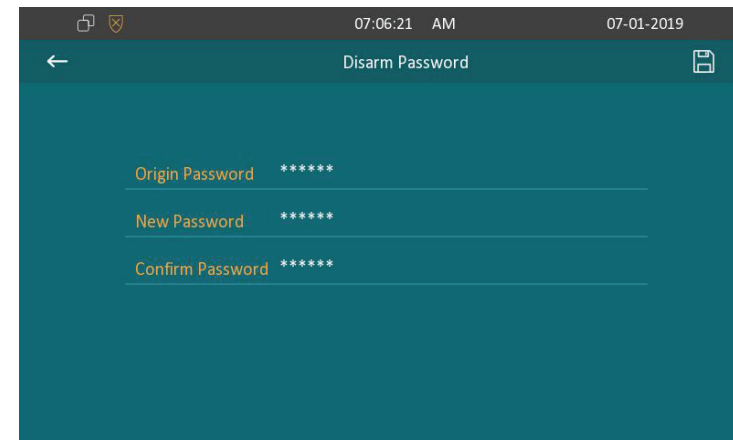 07:06:21 AM 07-01-2019
Disarm Password
Origin Password ******
New Password ******
Confirm Password ******